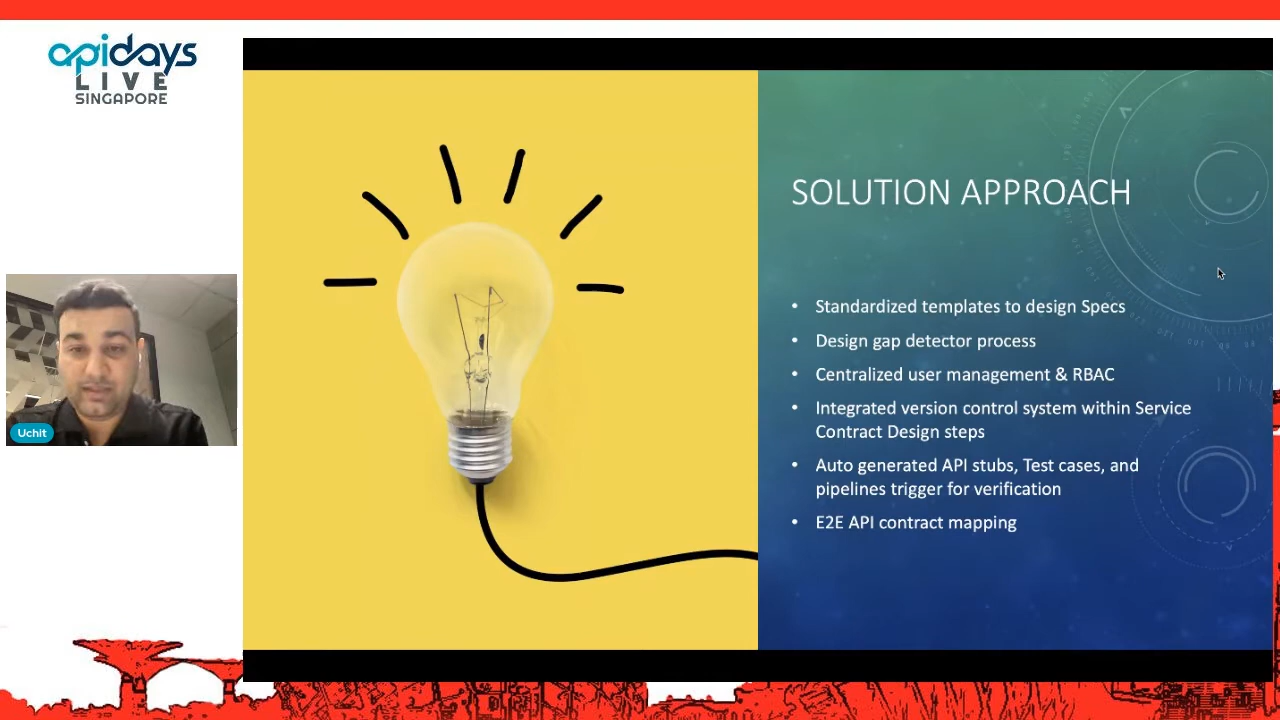 apidays
LIVE
SINGAPORE
Uchit
SOLUTION APPROACH
• Standardized templates to design Specs
• Design gap detector process
• Centralized user management & RBAC
• Integrated version control system within Service
Contract Design steps
• Auto generated API stubs, Test cases, and
pipelines trigger for verification
• E2E API contract mapping